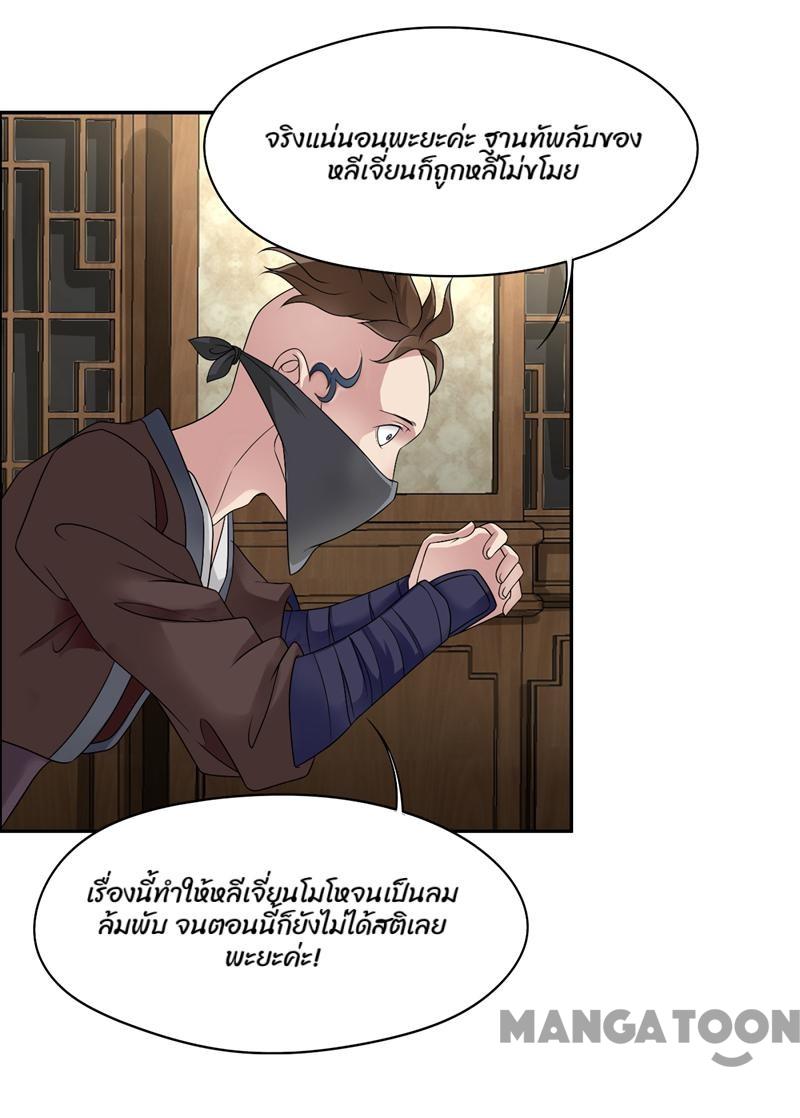 จริงแน่นอนพะยะค่ะ ฐานทัพลับของ
หลีเจี่ยนก็ถูกหลีโม่ขโมย
เรื่องนี้ทำให้หลีเจี่ยนโมโหจนเป็นลม
ล้มพับ จนตอนนี้ก็ยังไม่ได้สติเลย
พะยะค่ะ!
MANGATOON